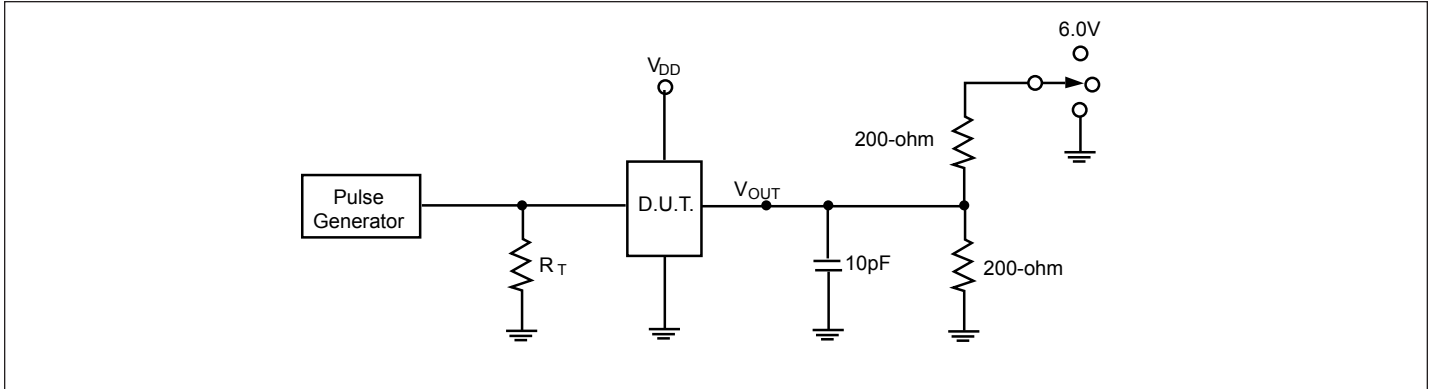 6.0V
VDD
200-ohm
Pulse
Generator
D.U.T.
VOUT
RT
10pF
200-ohm